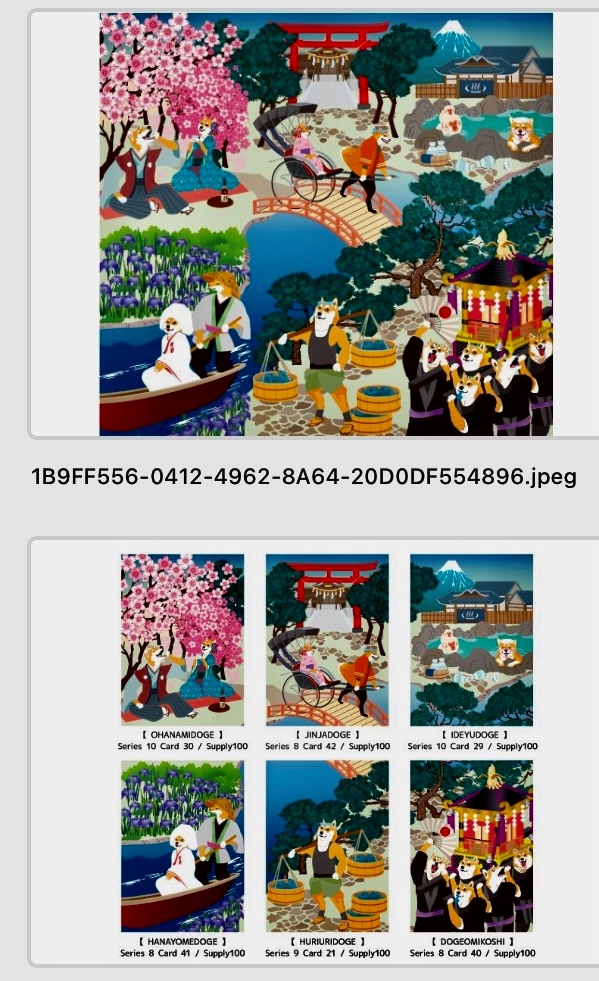 1B9FF556-0412-4962-8A64-20D0DF554896.jpeg
【 OHANAMIDOGE 】
Series 10 Card 30 / Supply100
【 JINJADOGE 】
Series 8 Card 42 / Supply100
【 IDEYUDOGE 】
Series 10 Card 29 / Supply100
【 HANAYOMEDOGE 】
Series 8 Card 41 / Supply100
【 HURIURIDOGE 】
Series 9 Card 21 / Supply100
【 DOGEOMIKOSHI 】
Series 8 Card 40 / Supply100